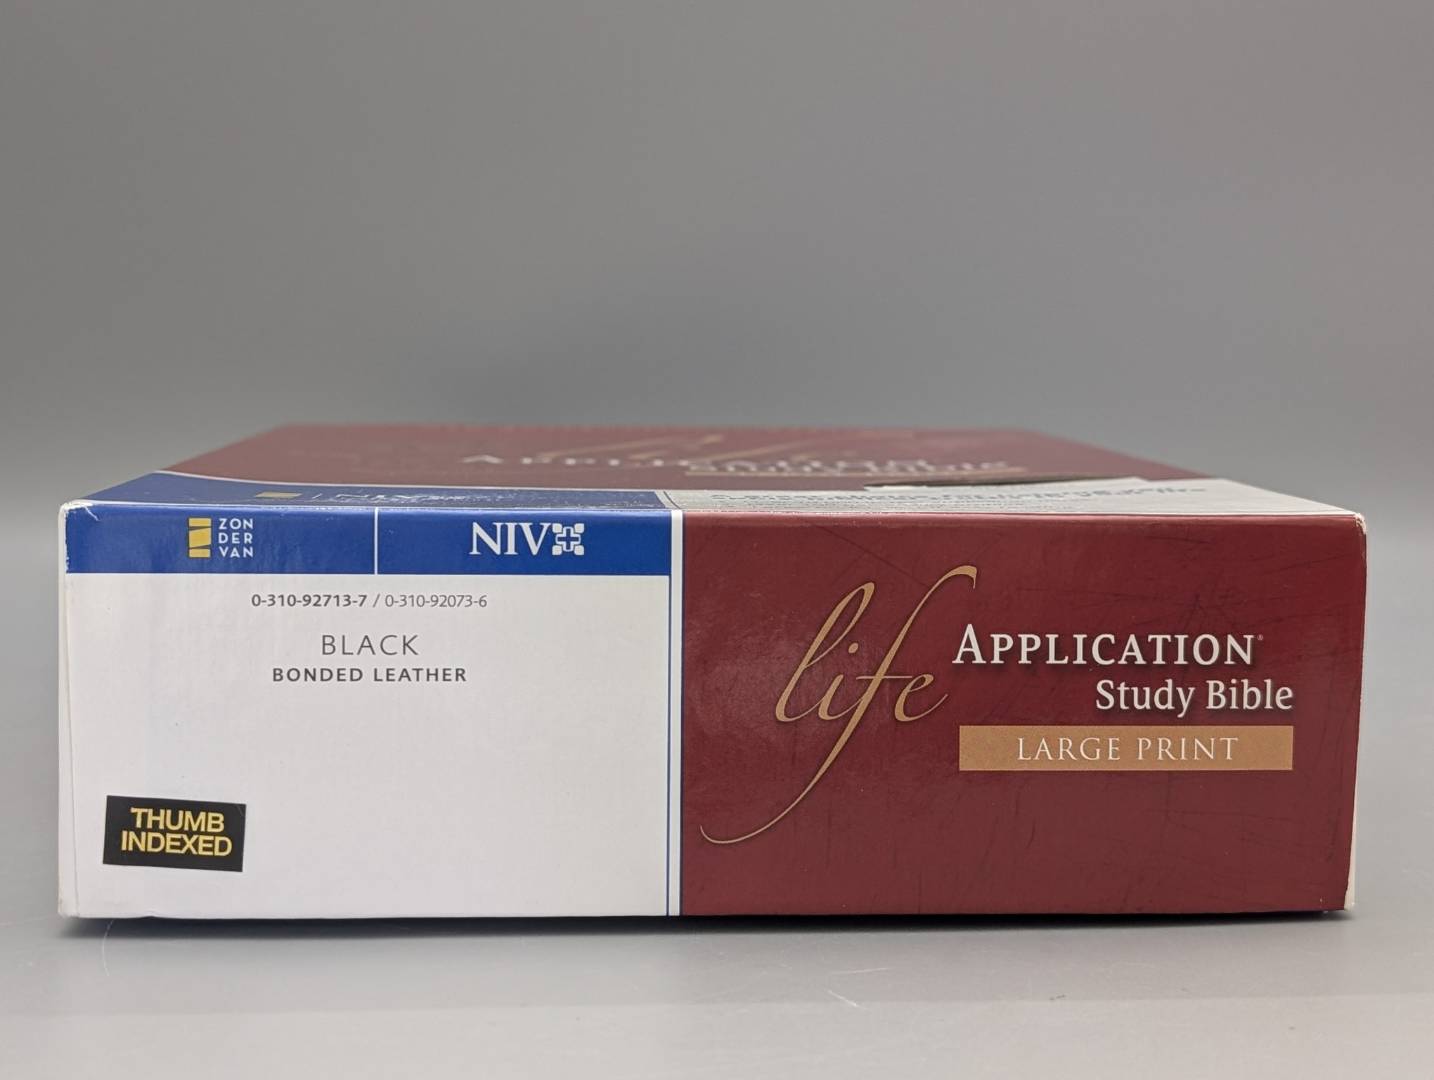 ZON
DER
VAN
NIV
0-310-92713-7 / 0-310-92073-6
BLACK
BONDED LEATHER
THUMB
INDEXED
life
APPLICATION®
Study Bible
LARGE PRINT